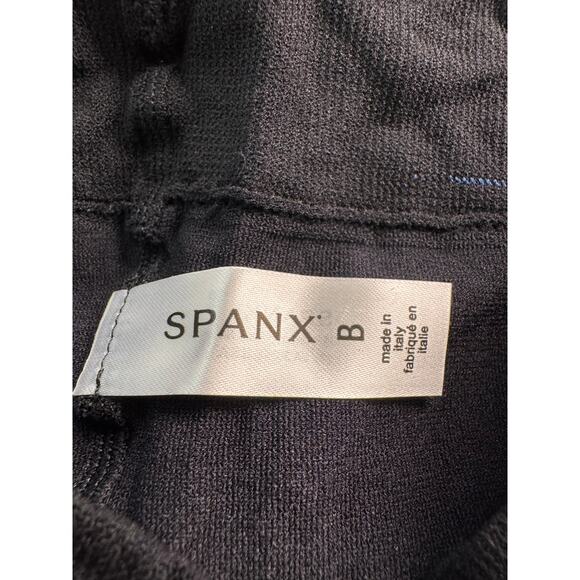 SPANX®
B
made in
italy
fabriqué en
italie